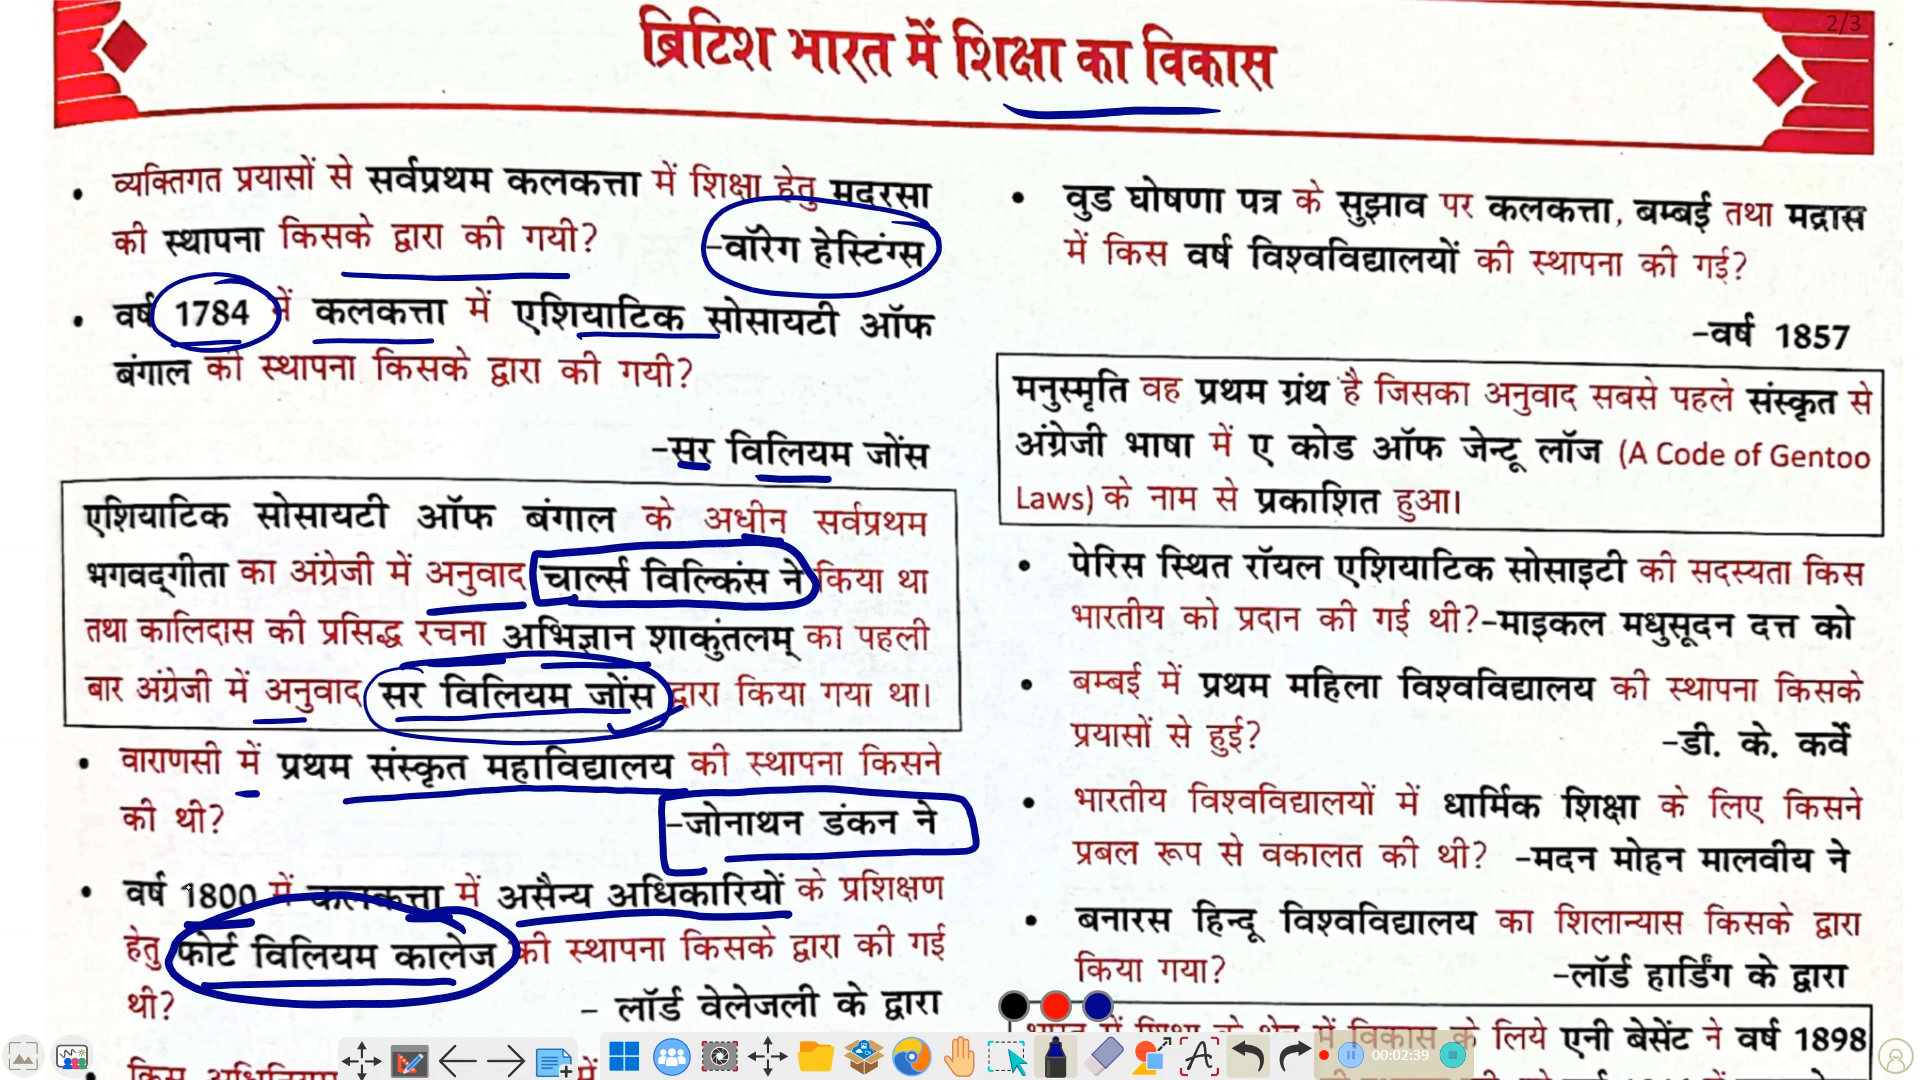 2/3
ब्रिटिश भारत में शिक्षा का विकास
• व्यक्तिगत प्रयासों से सर्वप्रथम कलकत्ता में शिक्षा हेतु मदरसा
की स्थापना किसके द्वारा की गयी? –वॉरेग हेस्टिंग्स
• वर्ष 1784 में कलकत्ता में एशियाटिक सोसायटी ऑफ
बंगाल की स्थापना किसके द्वारा की गयी?
–सर विलियम जोंस
एशियाटिक सोसायटी ऑफ बंगाल के अधीन सर्वप्रथम
भगवद्‌गीता का अंग्रेजी में अनुवाद चार्ल्स विल्किंस ने किया था
तथा कालिदास की प्रसिद्ध रचना अभिज्ञान शाकुंतलम् का पहली
बार अंग्रेजी में अनुवाद सर विलियम जोंस द्वारा किया गया था।
• वाराणसी में प्रथम संस्कृत महाविद्यालय की स्थापना किसने
की थी? –जोनाथन डंकन ने
• वर्ष 1800 में कलकत्ता में असैन्य अधिकारियों के प्रशिक्षण
हेतु फोर्ट विलियम कालेज की स्थापना किसके द्वारा की गई
थी? – लॉर्ड वेलेजली के द्वारा
• वुड घोषणा पत्र के सुझाव पर कलकत्ता, बम्बई तथा मद्रास
में किस वर्ष विश्वविद्यालयों की स्थापना की गई?
–वर्ष 1857
मनुस्मृति वह प्रथम ग्रंथ है जिसका अनुवाद सबसे पहले संस्कृत से
अंग्रेजी भाषा में ए कोड ऑफ जेन्टू लॉज (A Code of Gentoo
Laws) के नाम से प्रकाशित हुआ।
• पेरिस स्थित रॉयल एशियाटिक सोसाइटी की सदस्यता किस
भारतीय को प्रदान की गई थी?–माइकल मधुसूदन दत्त को
• बम्बई में प्रथम महिला विश्वविद्यालय की स्थापना किसके
प्रयासों से हुई? –डी. के. कर्वे
• भारतीय विश्वविद्यालयों में धार्मिक शिक्षा के लिए किसने
प्रबल रूप से वकालत की थी? –मदन मोहन मालवीय ने
• बनारस हिन्दू विश्वविद्यालय का शिलान्यास किसके द्वारा
किया गया? –लॉर्ड हार्डिंग के द्वारा
में विकास के लिये एनी बेसेंट ने वर्ष 1898
00:02:39